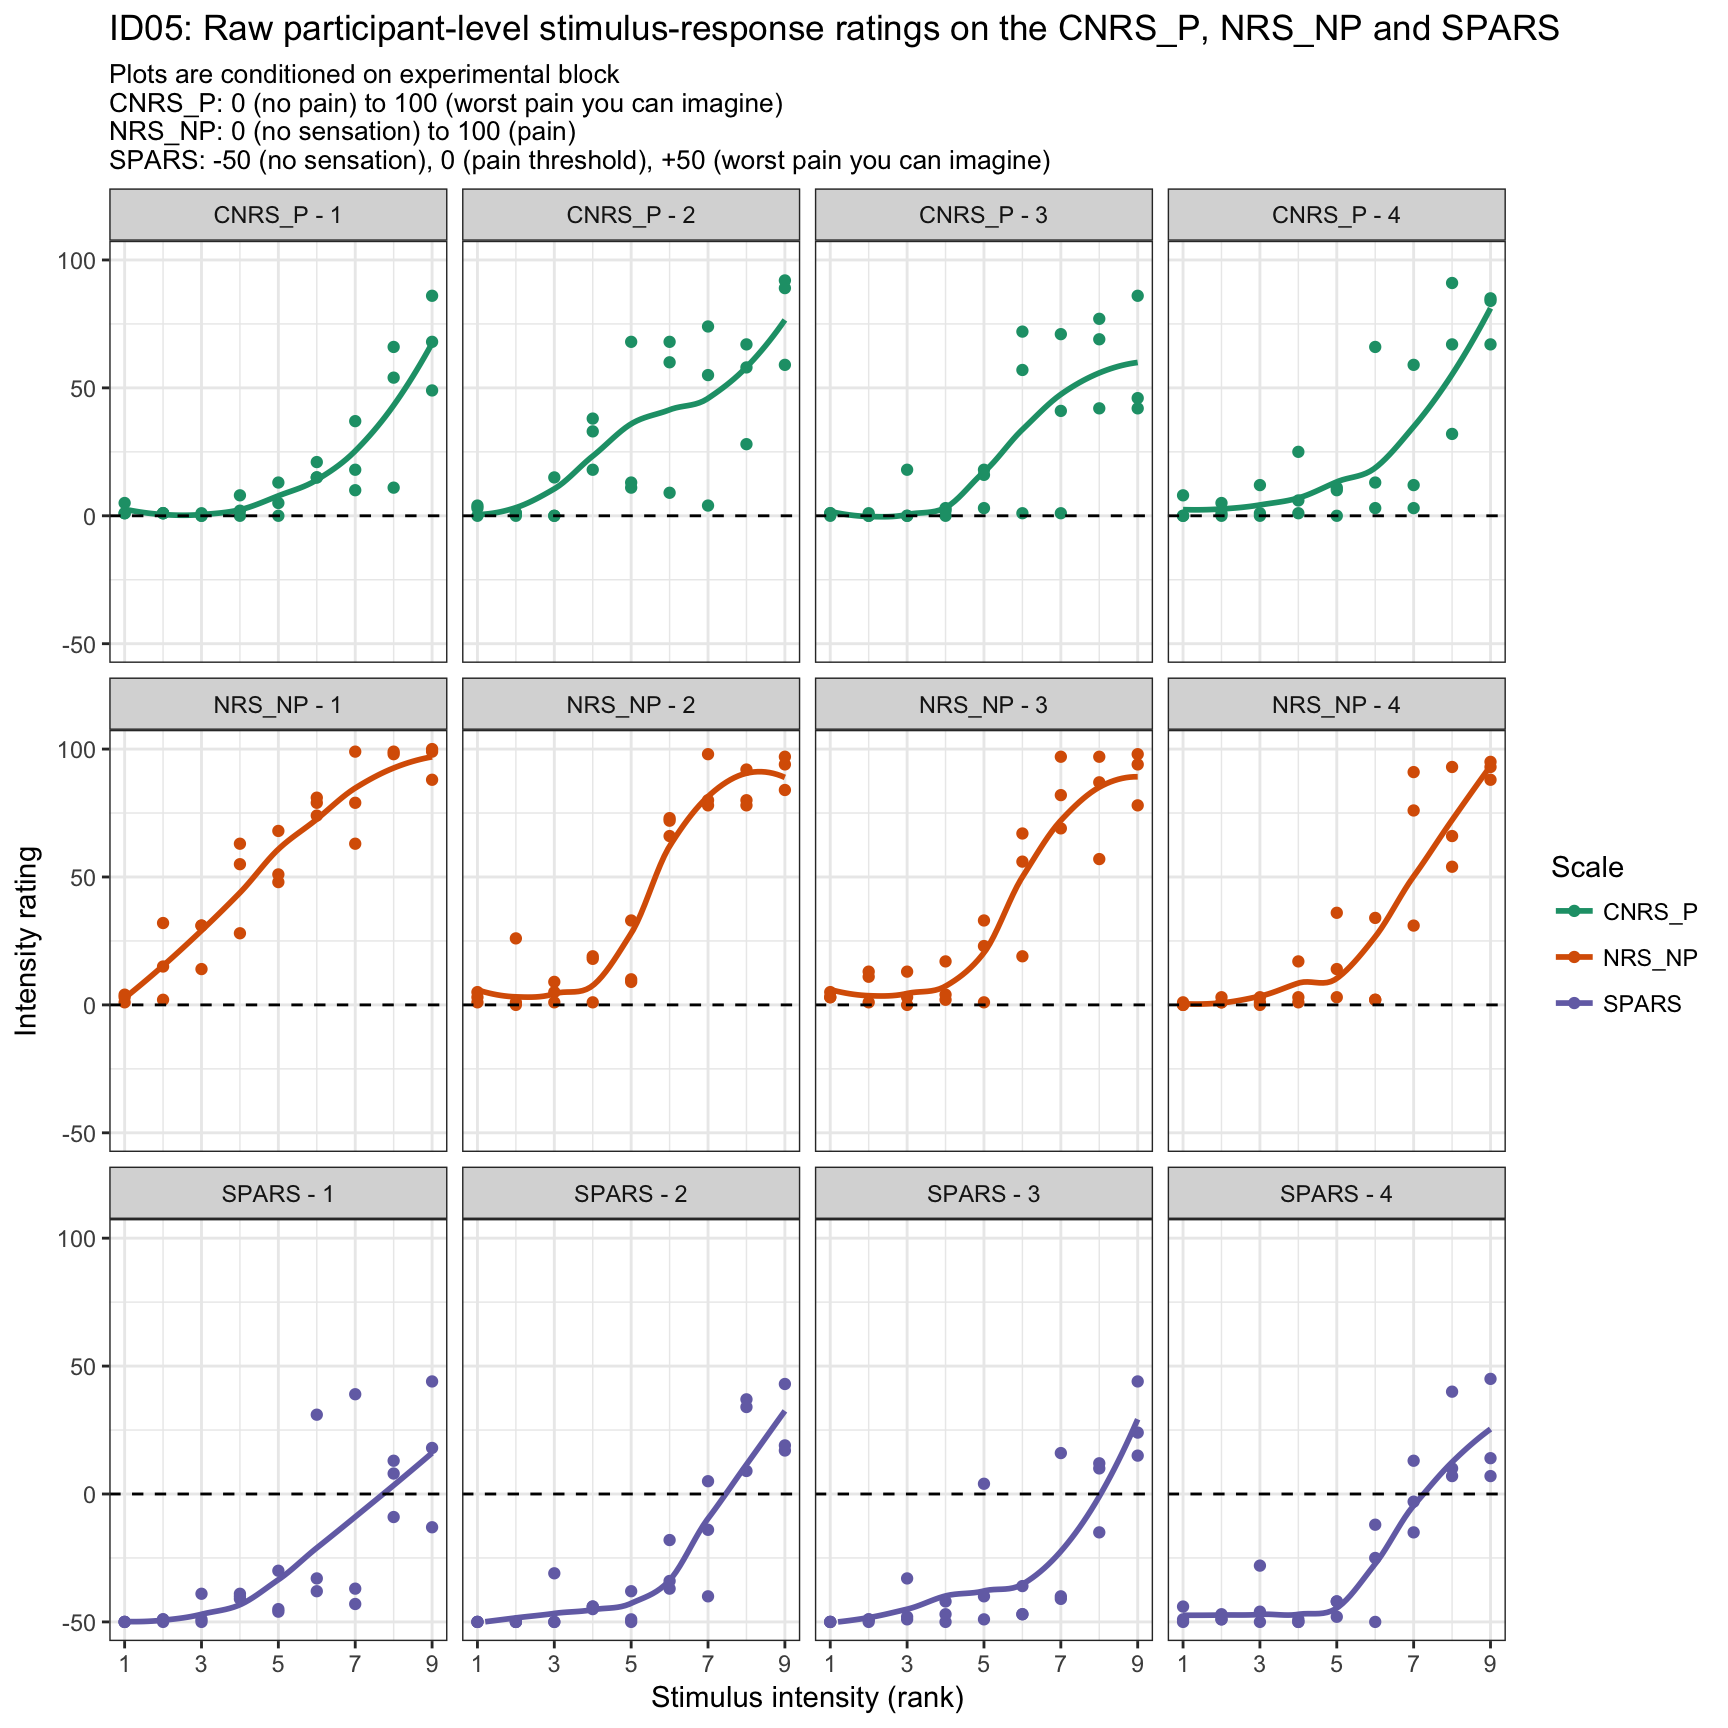 ID05: Raw participant-level stimulus-response ratings on the CNRS_P, NRS_NP and SPARS
Plots are conditioned on experimental block
CNRS_P: 0 (no pain) to 100 (worst pain you can imagine)
NRS_NP: 0 (no sensation) to 100 (pain)
SPARS: -50 (no sensation), 0 (pain threshold), +50 (worst pain you can imagine)
CNRS_P - 1 CNRS_P - 2 CNRS_P - 3 CNRS_P - 4
100
50
0
-50
NRS_NP - 1 NRS_NP - 2 NRS_NP - 3 NRS_NP - 4
100
50
0
-50
SPARS - 1 SPARS - 2 SPARS - 3 SPARS - 4
100
50
0
-50
1 3 5 7 9 1 3 5 7 9 1 3 5 7 9 1 3 5 7 9
Stimulus intensity (rank)
Intensity rating
Scale
CNRS_P
NRS_NP
SPARS